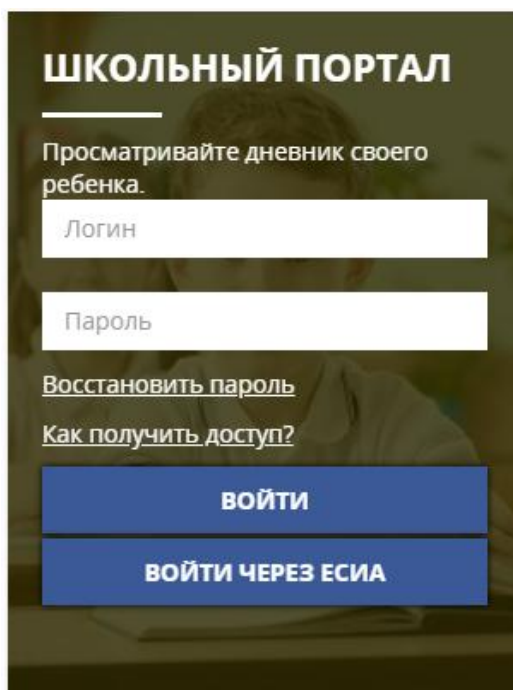 ШКОЛЬНЫЙ ПОРТАЛ
Просматривайте дневник своего
ребенка.
Логин
Пароль
Восстановить пароль
Как получить доступ?
ВОЙТИ
ВОЙТИ ЧЕРЕЗ ЕСИА